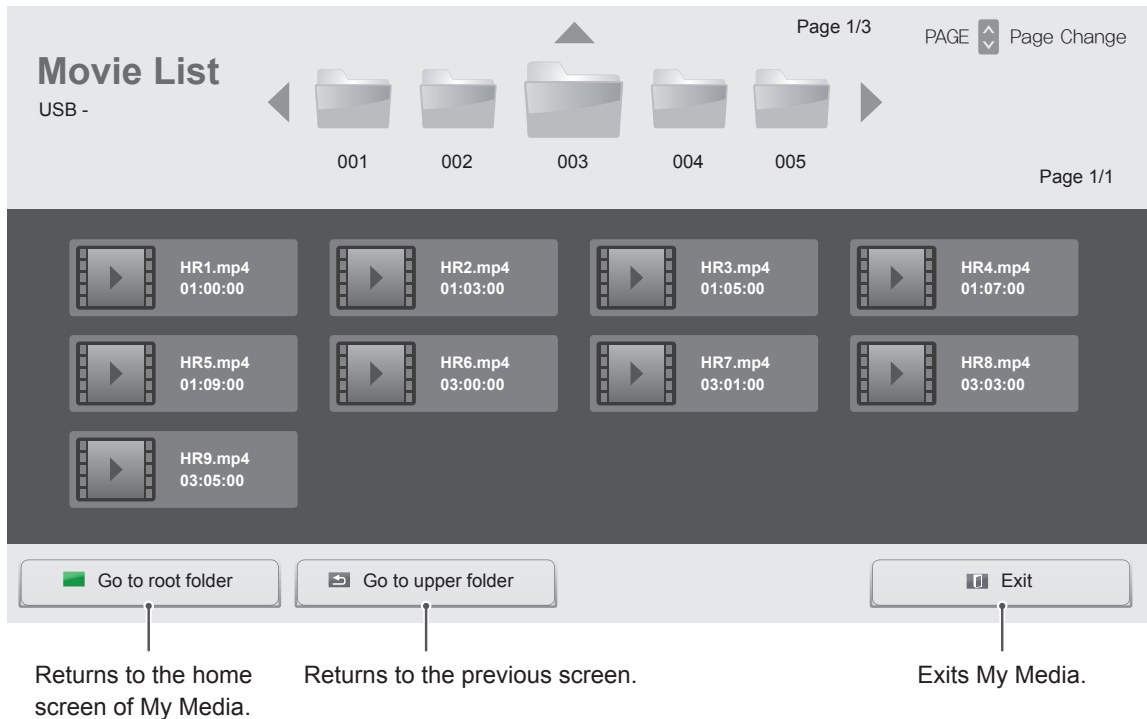 Page 1/3
PAGE Page Change
Movie List
USB -
001 002 003 004 005
Page 1/1
HR1.mp4
01:00:00
HR2.mp4
01:03:00
HR3.mp4
01:05:00
HR4.mp4
01:07:00
HR5.mp4
01:09:00
HR6.mp4
03:00:00
HR7.mp4
03:01:00
HR8.mp4
03:03:00
HR9.mp4
03:05:00
Go to root folder
Go to upper folder
Exit
Returns to the home
screen of My Media.
Returns to the previous screen.
Exits My Media.